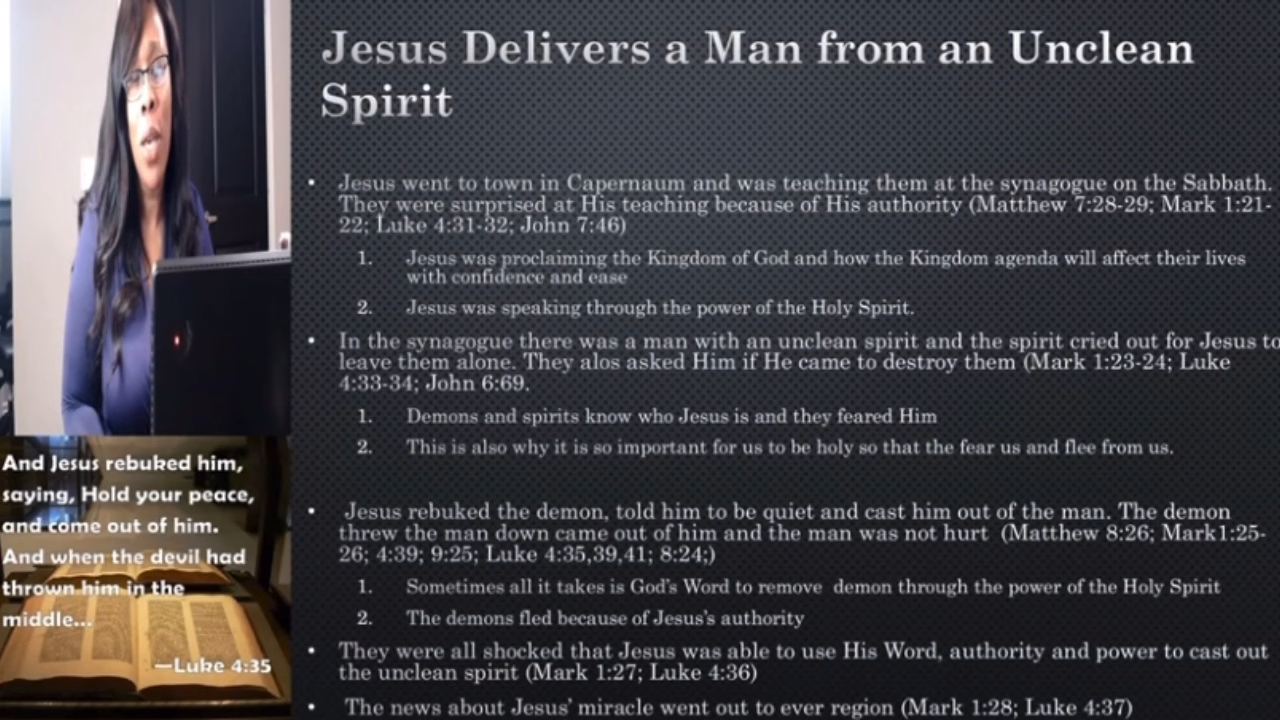 Jesus Delivers a Man from an Unclean
Spirit
• Jesus went to town in Capernaum and was teaching them at the synagogue on the Sabbath.
They were surprised at His teaching because of His authority (Matthew 7:28-29; Mark 1:21-
22; Luke 4:31-32; John 7:46)
1. Jesus was proclaiming the Kingdom of God and how the Kingdom agenda will affect their lives
with confidence and ease
2. Jesus was speaking through the power of the Holy Spirit.
• In the synagogue there was a man with an unclean spirit and the spirit cried out for Jesus to
leave them alone. They alos asked Him if He came to destroy them (Mark 1:23-24; Luke
4:33-34; John 6:69.
1. Demons and spirits know who Jesus is and they feared Him
2. This is also why it is so important for us to be holy so that the fear us and flee from us.
• Jesus rebuked the demon, told him to be quiet and cast him out of the man. The demon
threw the man down came out of him and the man was not hurt (Matthew 8:26; Mark1:25-
26; 4:39; 9:25; Luke 4:35,39,41; 8:24;)
1. Sometimes all it takes is God's Word to remove demon through the power of the Holy Spirit
2. The demons fled because of Jesus's authority
• They were all shocked that Jesus was able to use His Word, authority and power to cast out
the unclean spirit (Mark 1:27; Luke 4:36)
• The news about Jesus' miracle went out to ever region (Mark 1:28; Luke 4:37)
And Jesus rebuked him,
saying, Hold your peace,
and come out of him.
And when the devil had
thrown him in the
middle...
—Luke 4:35